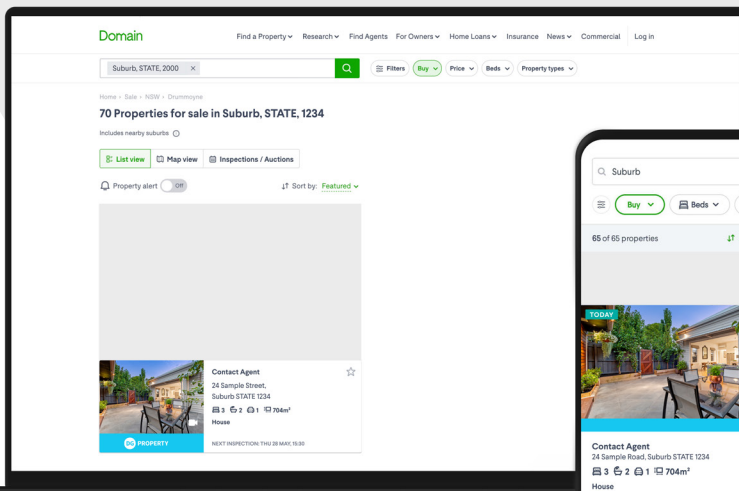 Domain
Find a Property Research Find Agents For Owners Home Loans Insurance News Commercial Log in
Suburb, STATE, 2000 ×
Filters Buy Price Beds Property types
Home > Sale > NSW > Drummoyne
70 Properties for sale in Suburb, STATE, 1234
Includes nearby suburbs
List view Map view Inspections / Auctions
Property alert Off Sort by: Featured
Contact Agent
24 Sample Street,
Suburb STATE 1234
3 2 1 704m²
House
DG PROPERTY
NEXT INSPECTION: THU 28 MAY, 15:30
Suburb
Buy Beds
65 of 65 properties
TODAY
Contact Agent
24 Sample Road, Suburb STATE 1234
3 2 1 704m²
House